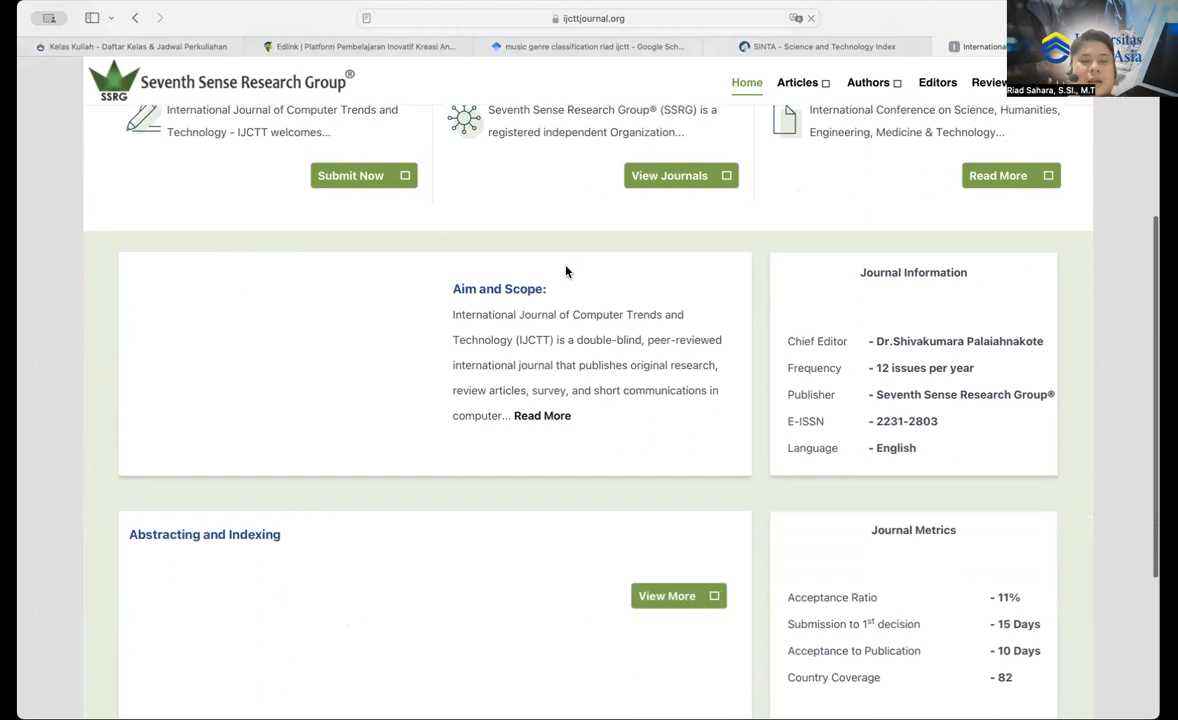 ijcttjournal.org
Kelas Kuliah - Daftar Kelas & Jadwal Perkuliahan
Edlink | Platform Pembelajaran Inovatif Kreasi An...
music genre classification riad ijctt - Google Sch...
SINTA - Science and Technology Index
International
Universitas
Asia
Riad Sahara, S.SI., M.T
SSRG
Seventh Sense Research Group®
Home
Articles
Authors
Editors
Review
International Journal of Computer Trends and
Technology - IJCTT welcomes...
Submit Now
Seventh Sense Research Group® (SSRG) is a
registered independent Organization...
View Journals
International Conference on Science, Humanities,
Engineering, Medicine & Technology...
Read More
Aim and Scope:
International Journal of Computer Trends and
Technology (IJCTT) is a double-blind, peer-reviewed
international journal that publishes original research,
review articles, survey, and short communications in
computer... Read More
Journal Information
Chief Editor - Dr.Shivakumara Palaiahnakote
Frequency - 12 issues per year
Publisher - Seventh Sense Research Group®
E-ISSN - 2231-2803
Language - English
Abstracting and Indexing
View More
Journal Metrics
Acceptance Ratio - 11%
Submission to 1st decision - 15 Days
Acceptance to Publication - 10 Days
Country Coverage - 82